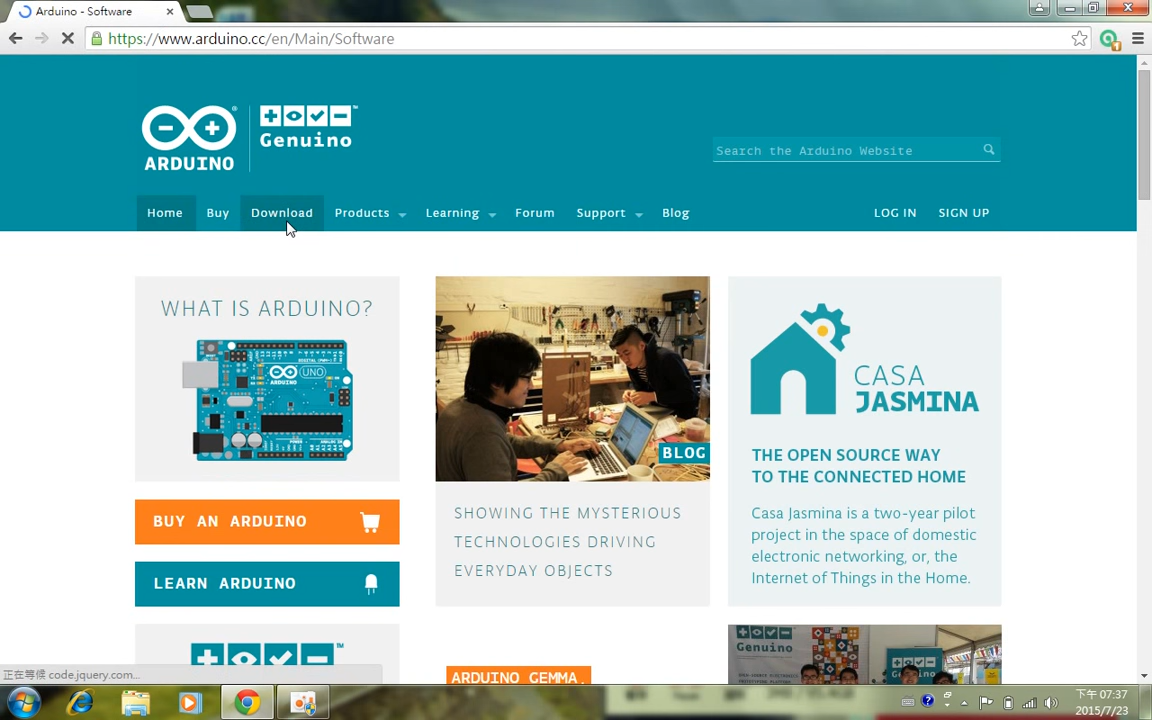 Arduino - Software
https://www.arduino.cc/en/Main/Software
ARDUINO
Genuino
Search the Arduino Website
Home Buy Download Products Learning Forum Support Blog LOG IN SIGN UP
WHAT IS ARDUINO?
UNO
BUY AN ARDUINO
LEARN ARDUINO
BLOG
SHOWING THE MYSTERIOUS
TECHNOLOGIES DRIVING
EVERYDAY OBJECTS
ARDUINO GEMMA,
CASA
JASMINA
THE OPEN SOURCE WAY
TO THE CONNECTED HOME
Casa Jasmina is a two-year pilot
project in the space of domestic
electronic networking, or, the
Internet of Things in the Home.
Genuino
正在等候 code.jquery.com...
下午 07:37
2015/7/23